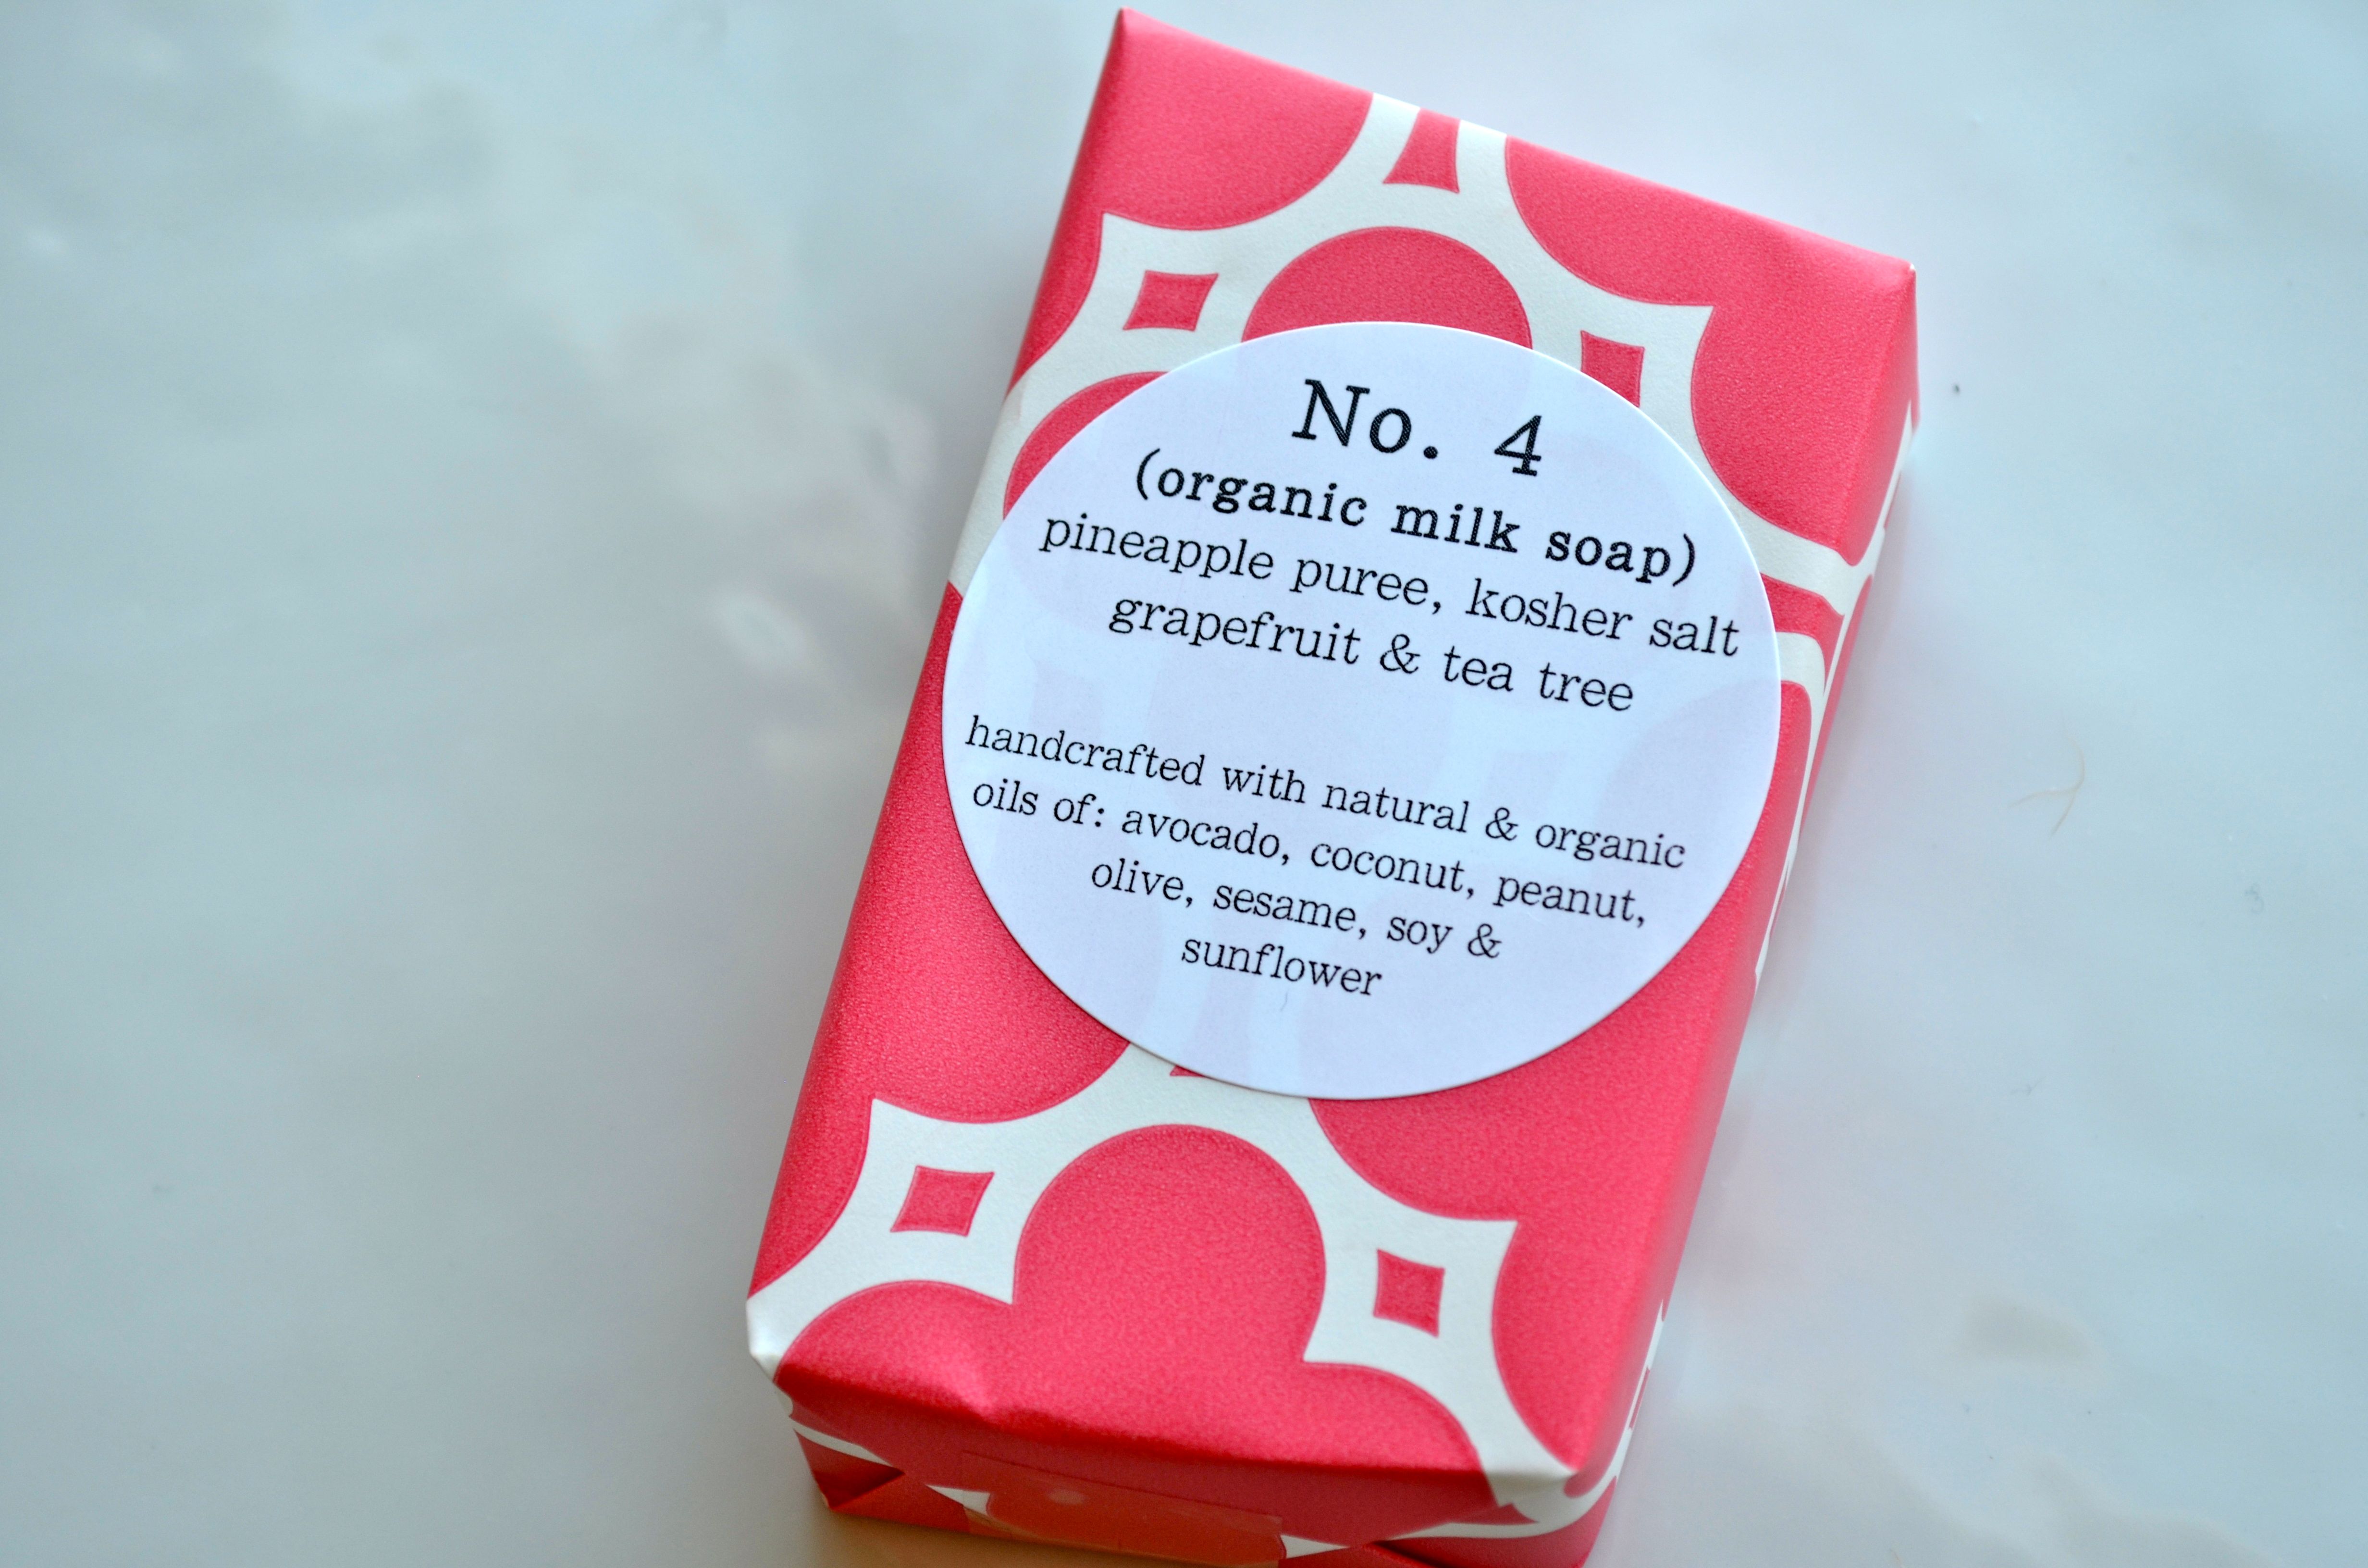 No. 4
(organic milk soap)
pineapple puree, kosher salt
grapefruit & tea tree
handcrafted with natural & organic
oils of: avocado, coconut, peanut,
olive, sesame, soy &
sunflower